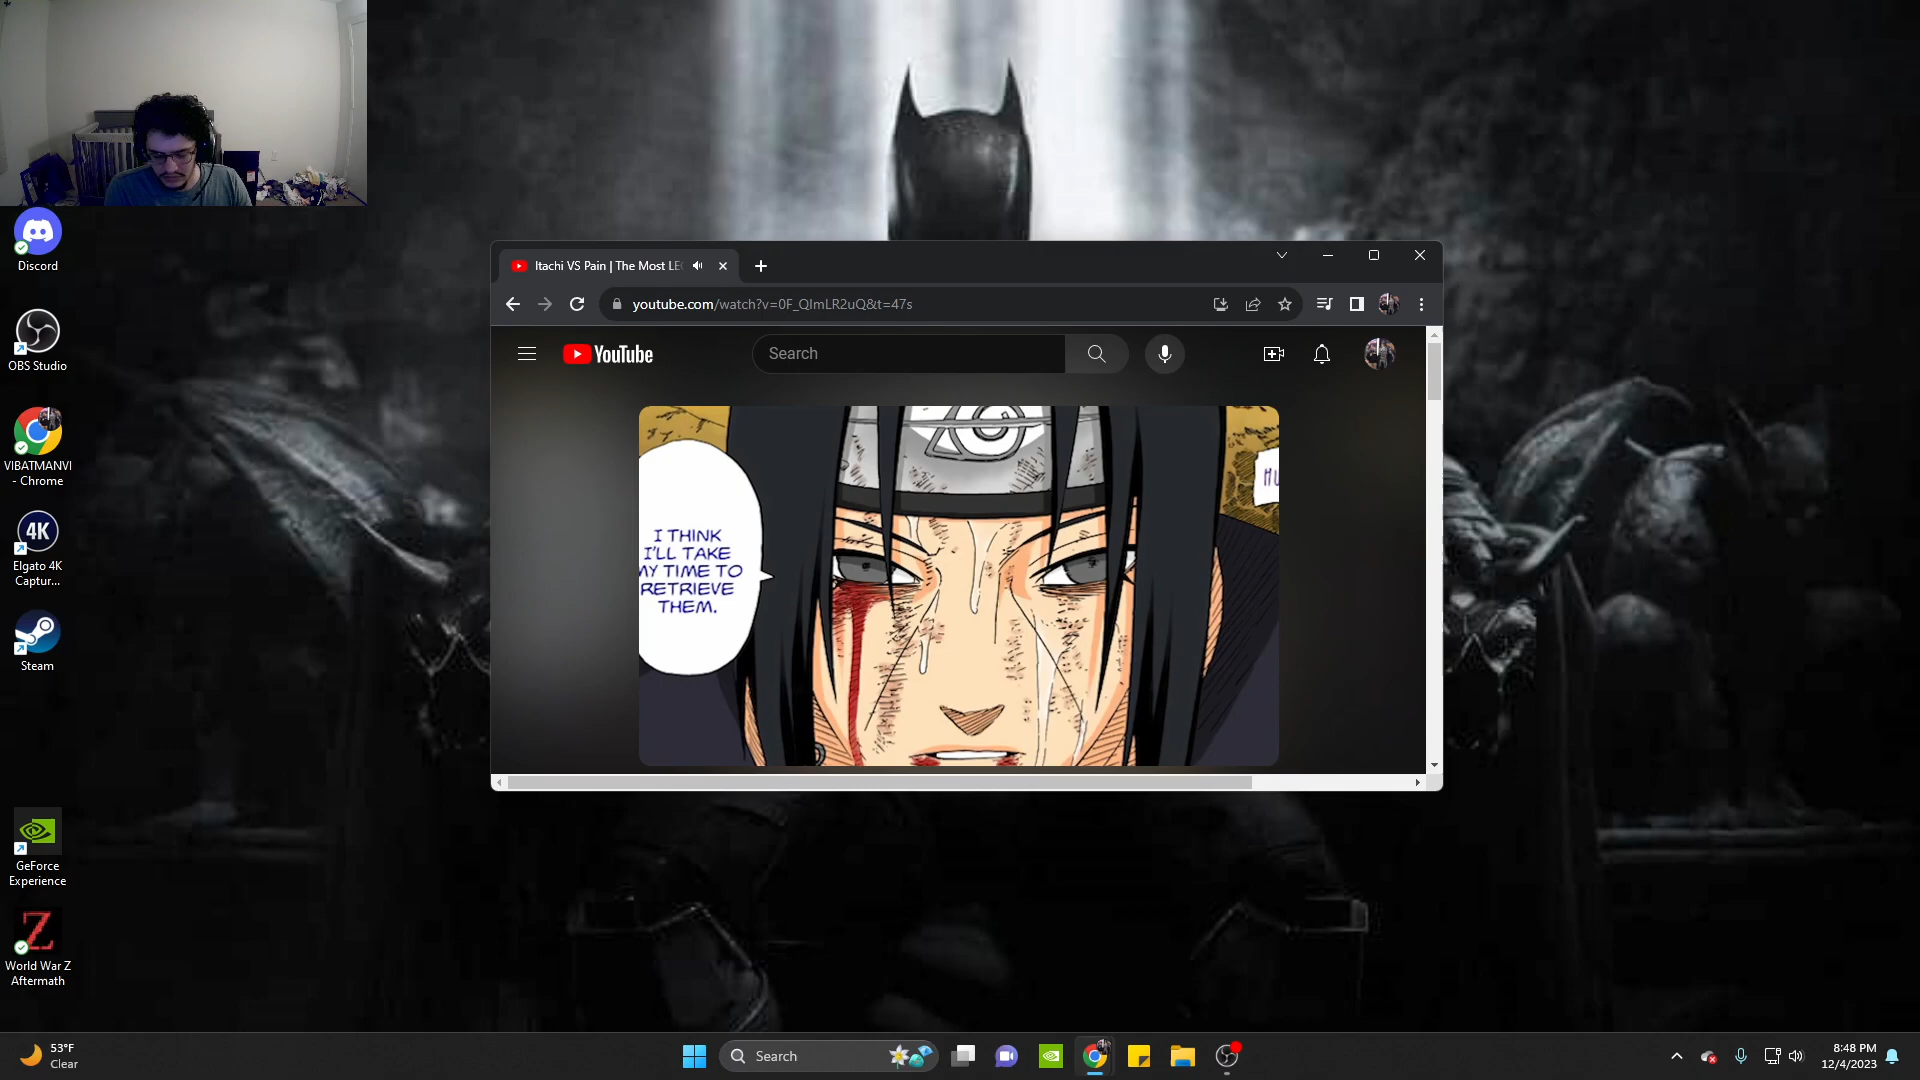 Discord
OBS Studio
VIBATMANVI
- Chrome
4K
Elgato 4K
Captur...
Steam
GeForce
Experience
Z
World War Z
Aftermath
Itachi VS Pain | The Most LE
youtube.com/watch?v=0F_QImLR2uQ&t=47s
YouTube
Search
I THINK
I'LL TAKE
MY TIME TO
RETRIEVE
THEM.
53°F
Clear
Search
8:48 PM
12/4/2023